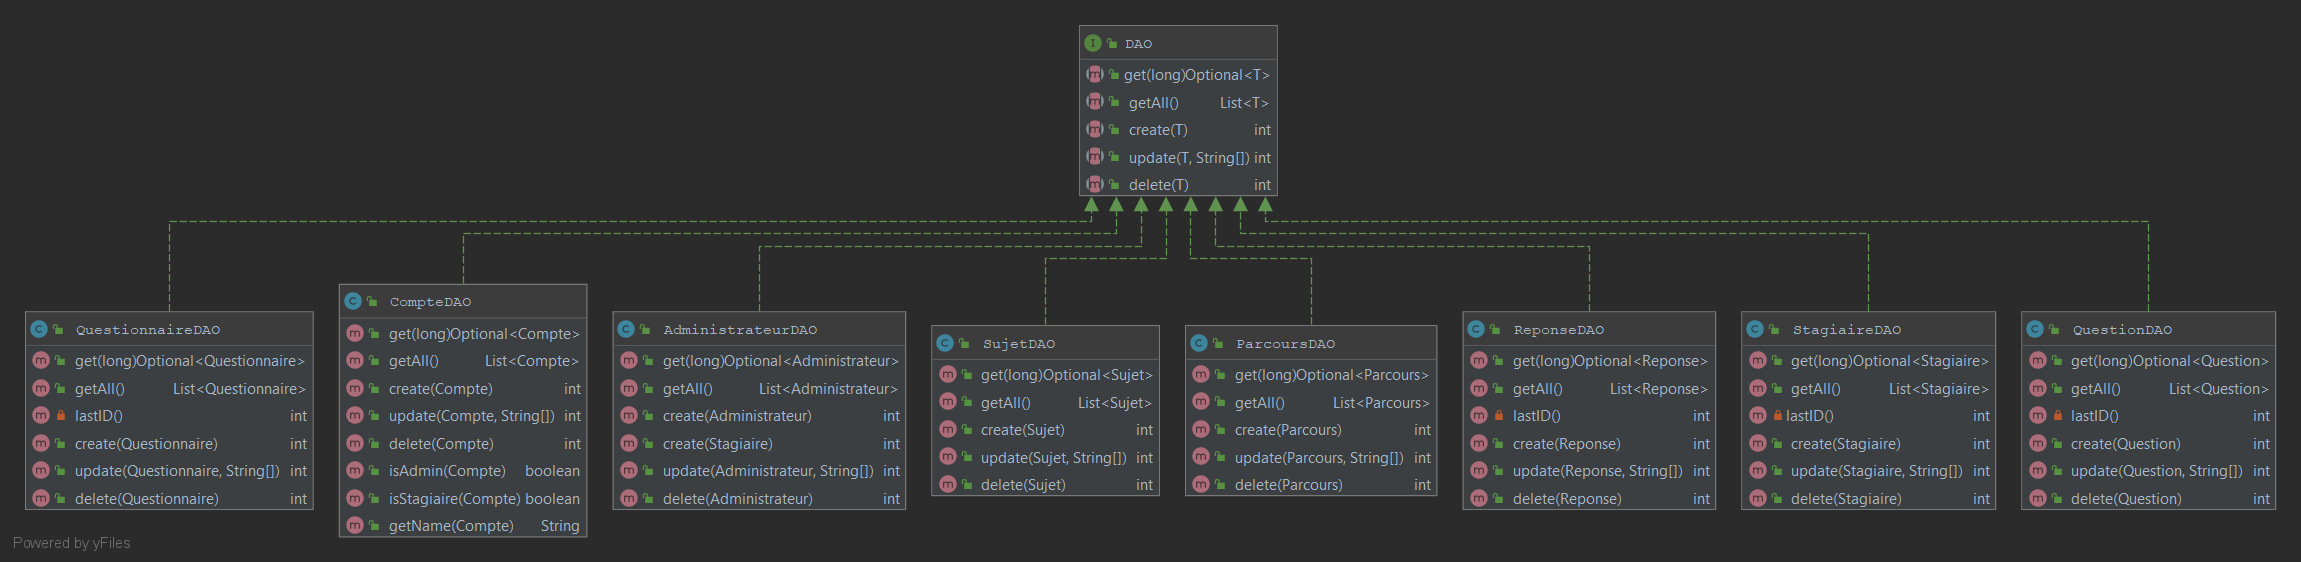 DAO
get(long)Optional<T>
getAll() List<T>
create(T) int
update(T, String[]) int
delete(T) int
QuestionnaireDAO
get(long)Optional<Questionnaire>
getAll() List<Questionnaire>
lastID() int
create(Questionnaire) int
update(Questionnaire, String[]) int
delete(Questionnaire) int
CompteDAO
get(long)Optional<Compte>
getAll() List<Compte>
create(Compte) int
update(Compte, String[]) int
delete(Compte) int
isAdmin(Compte) boolean
isStagiaire(Compte) boolean
getName(Compte) String
AdministrateurDAO
get(long)Optional<Administrateur>
getAll() List<Administrateur>
create(Administrateur) int
create(Stagiaire) int
update(Administrateur, String[]) int
delete(Administrateur) int
SujetDAO
get(long)Optional<Sujet>
getAll() List<Sujet>
create(Sujet) int
update(Sujet, String[]) int
delete(Sujet) int
ParcoursDAO
get(long)Optional<Parcours>
getAll() List<Parcours>
create(Parcours) int
update(Parcours, String[]) int
delete(Parcours) int
ReponseDAO
get(long)Optional<Reponse>
getAll() List<Reponse>
lastID() int
create(Reponse) int
update(Reponse, String[]) int
delete(Reponse) int
StagiaireDAO
get(long)Optional<Stagiaire>
getAll() List<Stagiaire>
lastID() int
create(Stagiaire) int
update(Stagiaire, String[]) int
delete(Stagiaire) int
QuestionDAO
get(long)Optional<Question>
getAll() List<Question>
lastID() int
create(Question) int
update(Question, String[]) int
delete(Question) int
Powered by yFiles